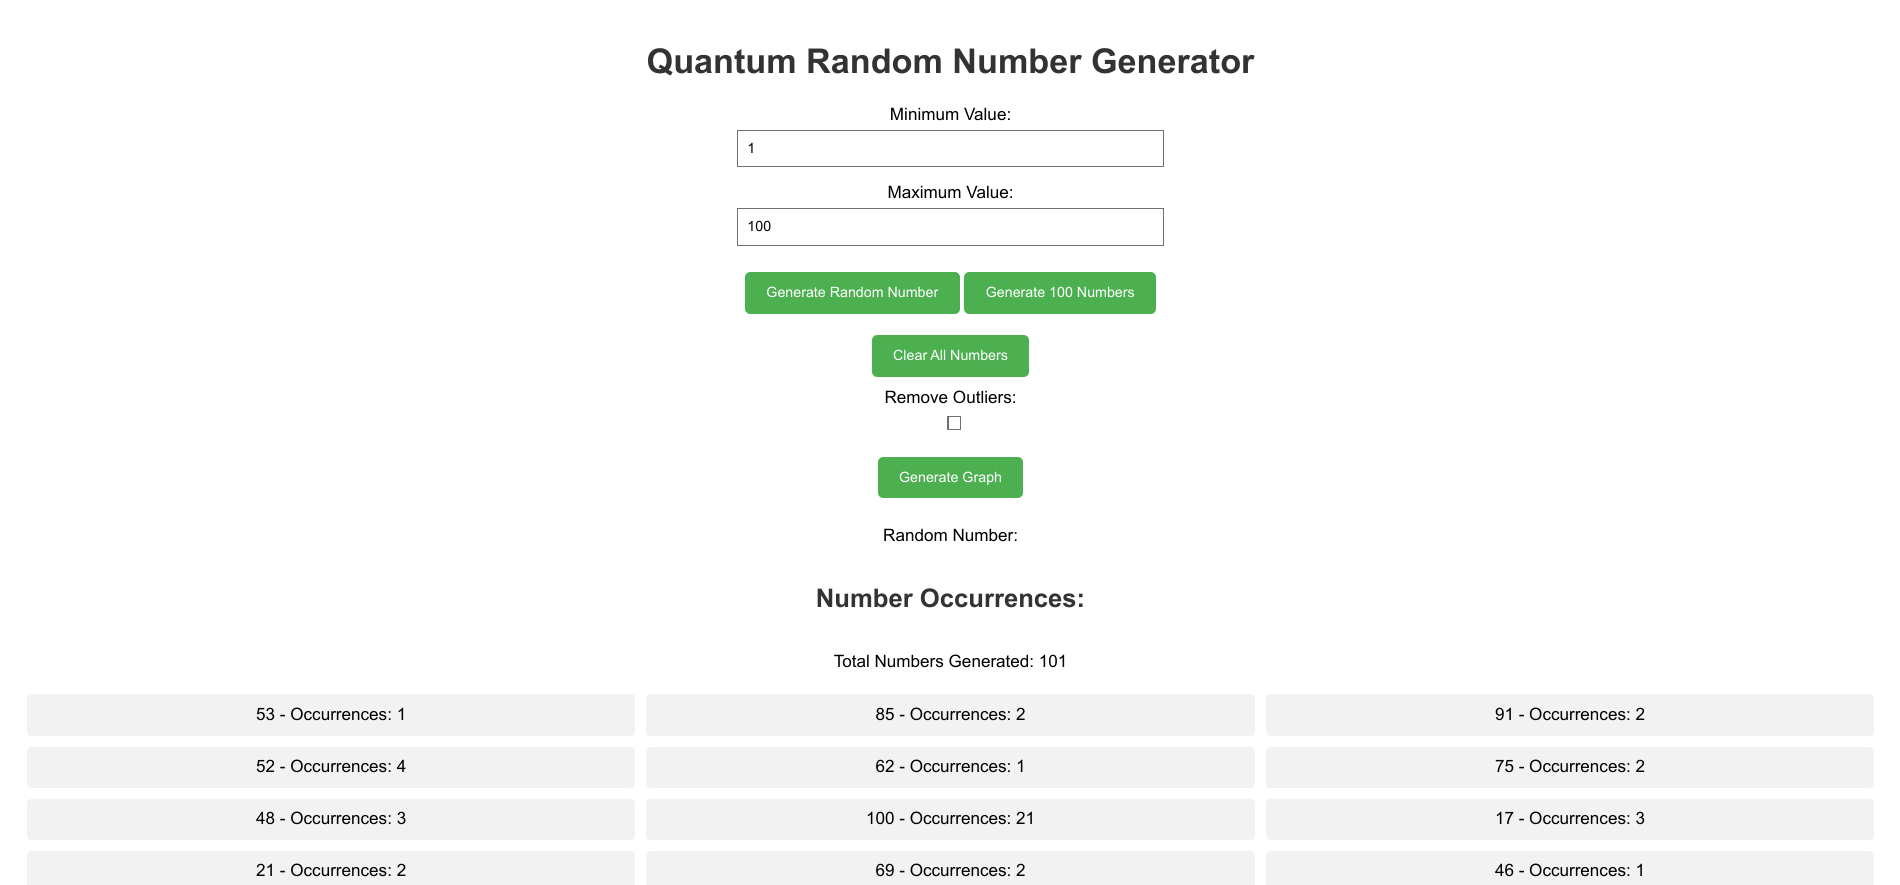 Quantum Random Number Generator
Minimum Value:
1
Maximum Value:
100
Generate Random Number Generate 100 Numbers
Clear All Numbers
Remove Outliers:
Generate Graph
Random Number:
Number Occurrences:
Total Numbers Generated: 101
53 - Occurrences: 1 85 - Occurrences: 2 91 - Occurrences: 2
52 - Occurrences: 4 62 - Occurrences: 1 75 - Occurrences: 2
48 - Occurrences: 3 100 - Occurrences: 21 17 - Occurrences: 3
21 - Occurrences: 2 69 - Occurrences: 2 46 - Occurrences: 1